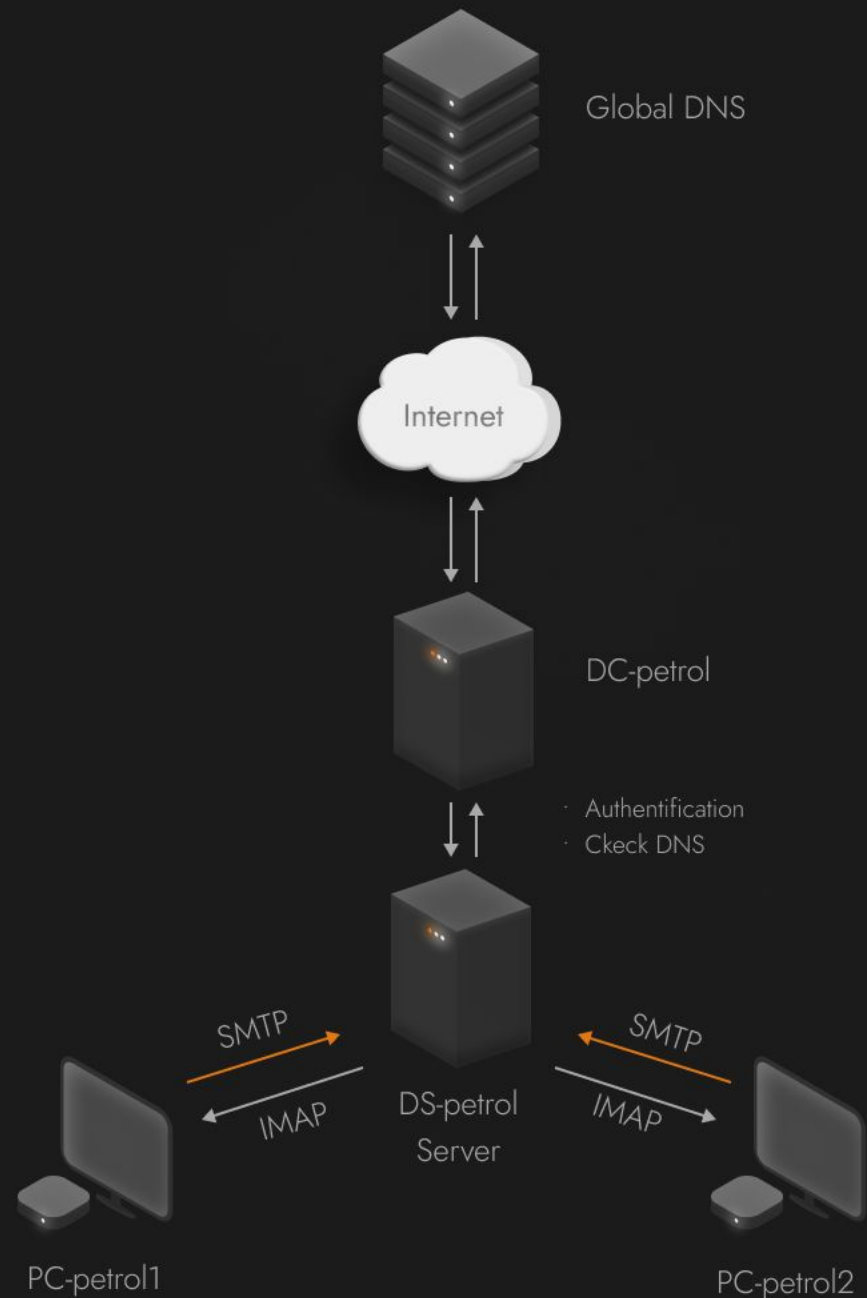 Global DNS
Internet
DC-petrol
· Authentification
· Ckeck DNS
SMTP
SMTP
IMAP
DS-petrol
Server
IMAP
PC-petrol1
PC-petrol2